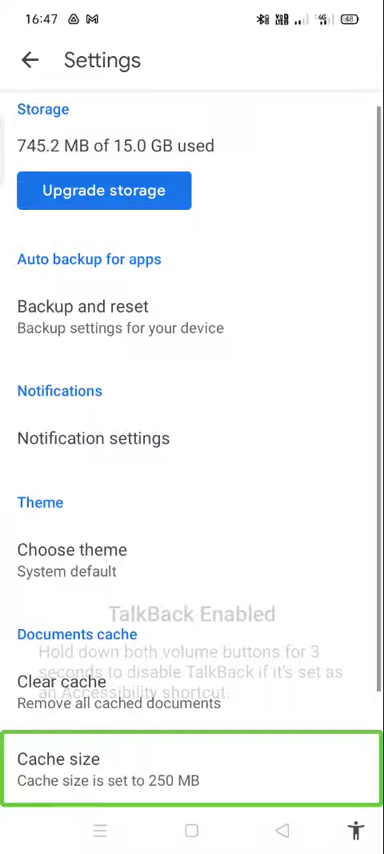 16:47
48
Settings
Storage
745.2 MB of 15.0 GB used
Upgrade storage
Auto backup for apps
Backup and reset
Backup settings for your device
Notifications
Notification settings
Theme
Choose theme
System default
TalkBack Enabled
Documents cache
Hold down both volume buttons for 3
seconds to disable TalkBack if it's set as
an Accessibility shortcut.
Clear cache
Remove all cached documents
Cache size
Cache size is set to 250 MB